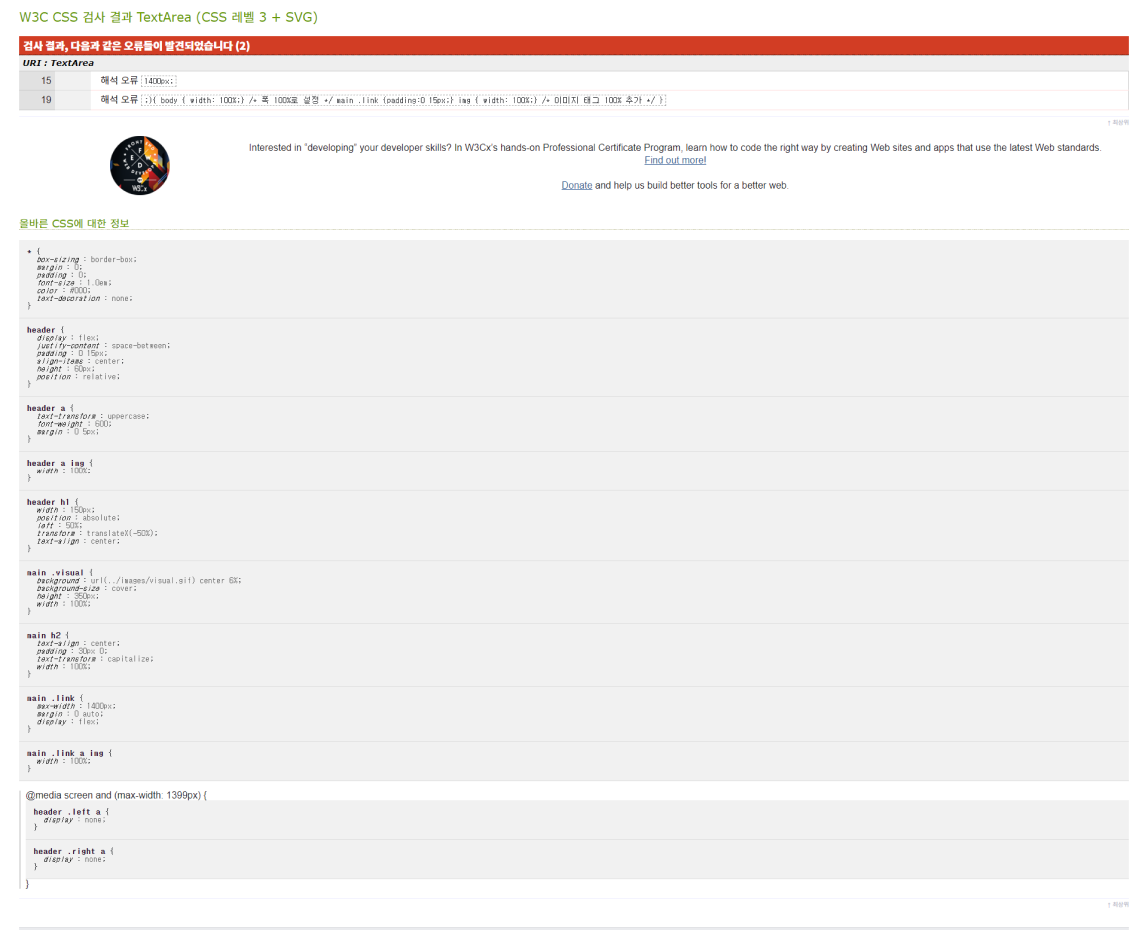 W3C CSS 검사 결과 TextArea (CSS 레벨 3 + SVG)
검사 결과, 다음과 같은 오류들이 발견되었습니다 (2)
URI : TextArea
15 해석 오류 1400px;
19 해석 오류 ;){ body { width: 100%;} /* 폭 100%로 설정 */ main .link {padding:0 15px;} img { width: 100%;} /* 이미지 태그 100% 추가 */ }
↑ 최상위
Interested in "developing" your developer skills? In W3Cx's hands-on Professional Certificate Program, learn how to code the right way by creating Web sites and apps that use the latest Web standards.
Find out more!
Donate and help us build better tools for a better web.
올바른 CSS에 대한 정보
* {
box-sizing : border-box;
margin : 0;
padding : 0;
font-size : 1.0em;
color : #000;
text-decoration : none;
}
header {
display : flex;
justify-content : space-between;
padding : 0 15px;
align-items : center;
height : 60px;
position : relative;
}
header a {
text-transform : uppercase;
font-weight : 600;
margin : 0 5px;
}
header a img {
width : 100%;
}
header h1 {
width : 150px;
position : absolute;
left : 50%;
transform : translateX(-50%);
text-align : center;
}
main .visual {
background : url(../images/visual.gif) center 6%;
background-size : cover;
height : 350px;
width : 100%;
}
main h2 {
text-align : center;
padding : 30px 0;
text-transform : capitalize;
width : 100%;
}
main .link {
max-width : 1400px;
margin : 0 auto;
display : flex;
}
main .link a img {
width : 100%;
}
@media screen and (max-width: 1399px) {
header .left a {
display : none;
}
header .right a {
display : none;
}
}
↑ 최상위